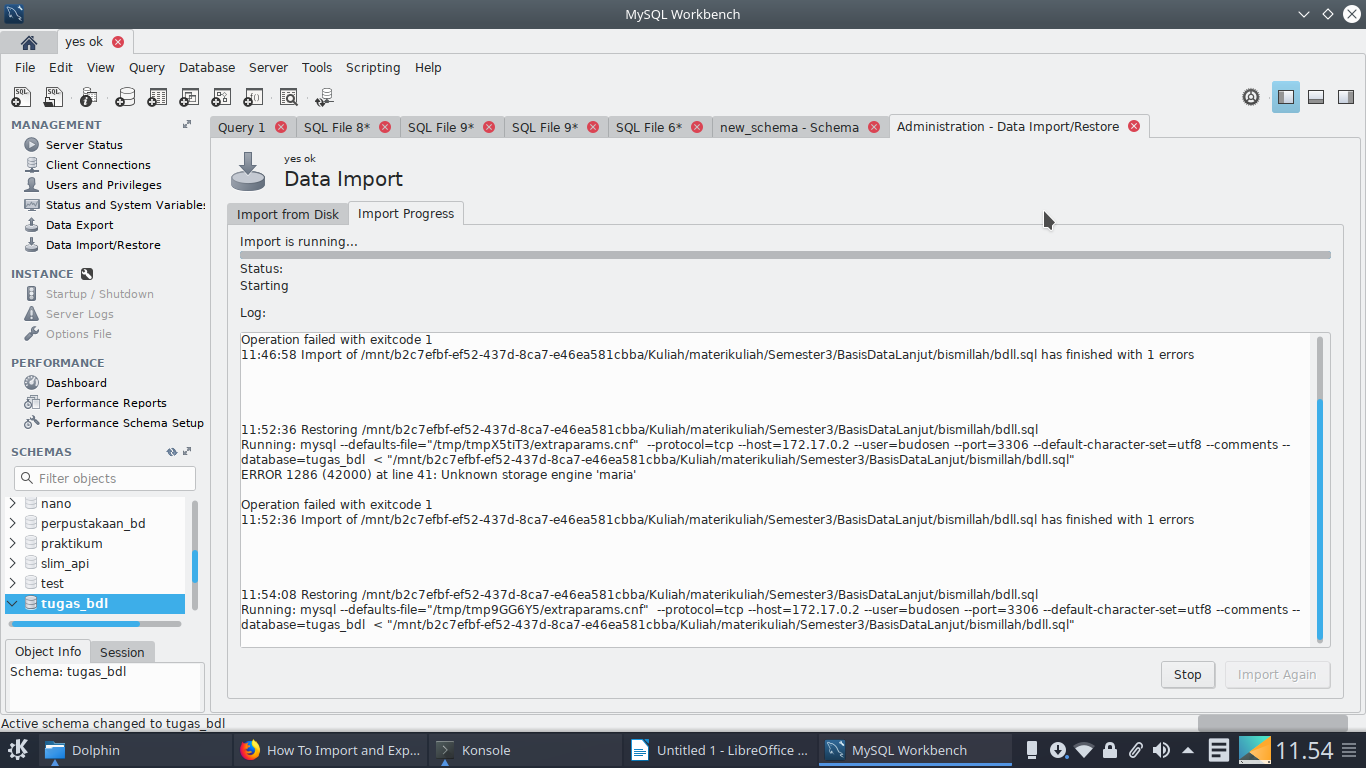 MySQL Workbench
yes ok
File Edit View Query Database Server Tools Scripting Help
MANAGEMENT
Server Status
Client Connections
Users and Privileges
Status and System Variables
Data Export
Data Import/Restore
INSTANCE
Startup / Shutdown
Server Logs
Options File
PERFORMANCE
Dashboard
Performance Reports
Performance Schema Setup
SCHEMAS
Filter objects
nano
perpustakaan_bd
praktikum
slim_api
test
tugas_bdl
Object Info Session
Schema: tugas_bdl
Query 1 SQL File 8* SQL File 9* SQL File 9* SQL File 6* new_schema - Schema Administration - Data Import/Restore
yes ok
Data Import
Import from Disk Import Progress
Import is running...
Status:
Starting
Log:
Operation failed with exitcode 1
11:46:58 Import of /mnt/b2c7efbf-ef52-437d-8ca7-e46ea581cbba/Kuliah/materikuliah/Semester3/BasisDataLanjut/bismillah/bdll.sql has finished with 1 errors
11:52:36 Restoring /mnt/b2c7efbf-ef52-437d-8ca7-e46ea581cbba/Kuliah/materikuliah/Semester3/BasisDataLanjut/bismillah/bdll.sql
Running: mysql --defaults-file="/tmp/tmpX5tiT3/extraparams.cnf"  --protocol=tcp --host=172.17.0.2 --user=budosen --port=3306 --default-character-set=utf8 --comments --
database=tugas_bdl  < "/mnt/b2c7efbf-ef52-437d-8ca7-e46ea581cbba/Kuliah/materikuliah/Semester3/BasisDataLanjut/bismillah/bdll.sql"
ERROR 1286 (42000) at line 41: Unknown storage engine 'maria'
Operation failed with exitcode 1
11:52:36 Import of /mnt/b2c7efbf-ef52-437d-8ca7-e46ea581cbba/Kuliah/materikuliah/Semester3/BasisDataLanjut/bismillah/bdll.sql has finished with 1 errors
11:54:08 Restoring /mnt/b2c7efbf-ef52-437d-8ca7-e46ea581cbba/Kuliah/materikuliah/Semester3/BasisDataLanjut/bismillah/bdll.sql
Running: mysql --defaults-file="/tmp/tmp9GG6Y5/extraparams.cnf"  --protocol=tcp --host=172.17.0.2 --user=budosen --port=3306 --default-character-set=utf8 --comments --
database=tugas_bdl  < "/mnt/b2c7efbf-ef52-437d-8ca7-e46ea581cbba/Kuliah/materikuliah/Semester3/BasisDataLanjut/bismillah/bdll.sql"
Stop Import Again
Active schema changed to tugas_bdl
Dolphin How To Import and Exp... Konsole Untitled 1 - LibreOffice ... MySQL Workbench 11.54